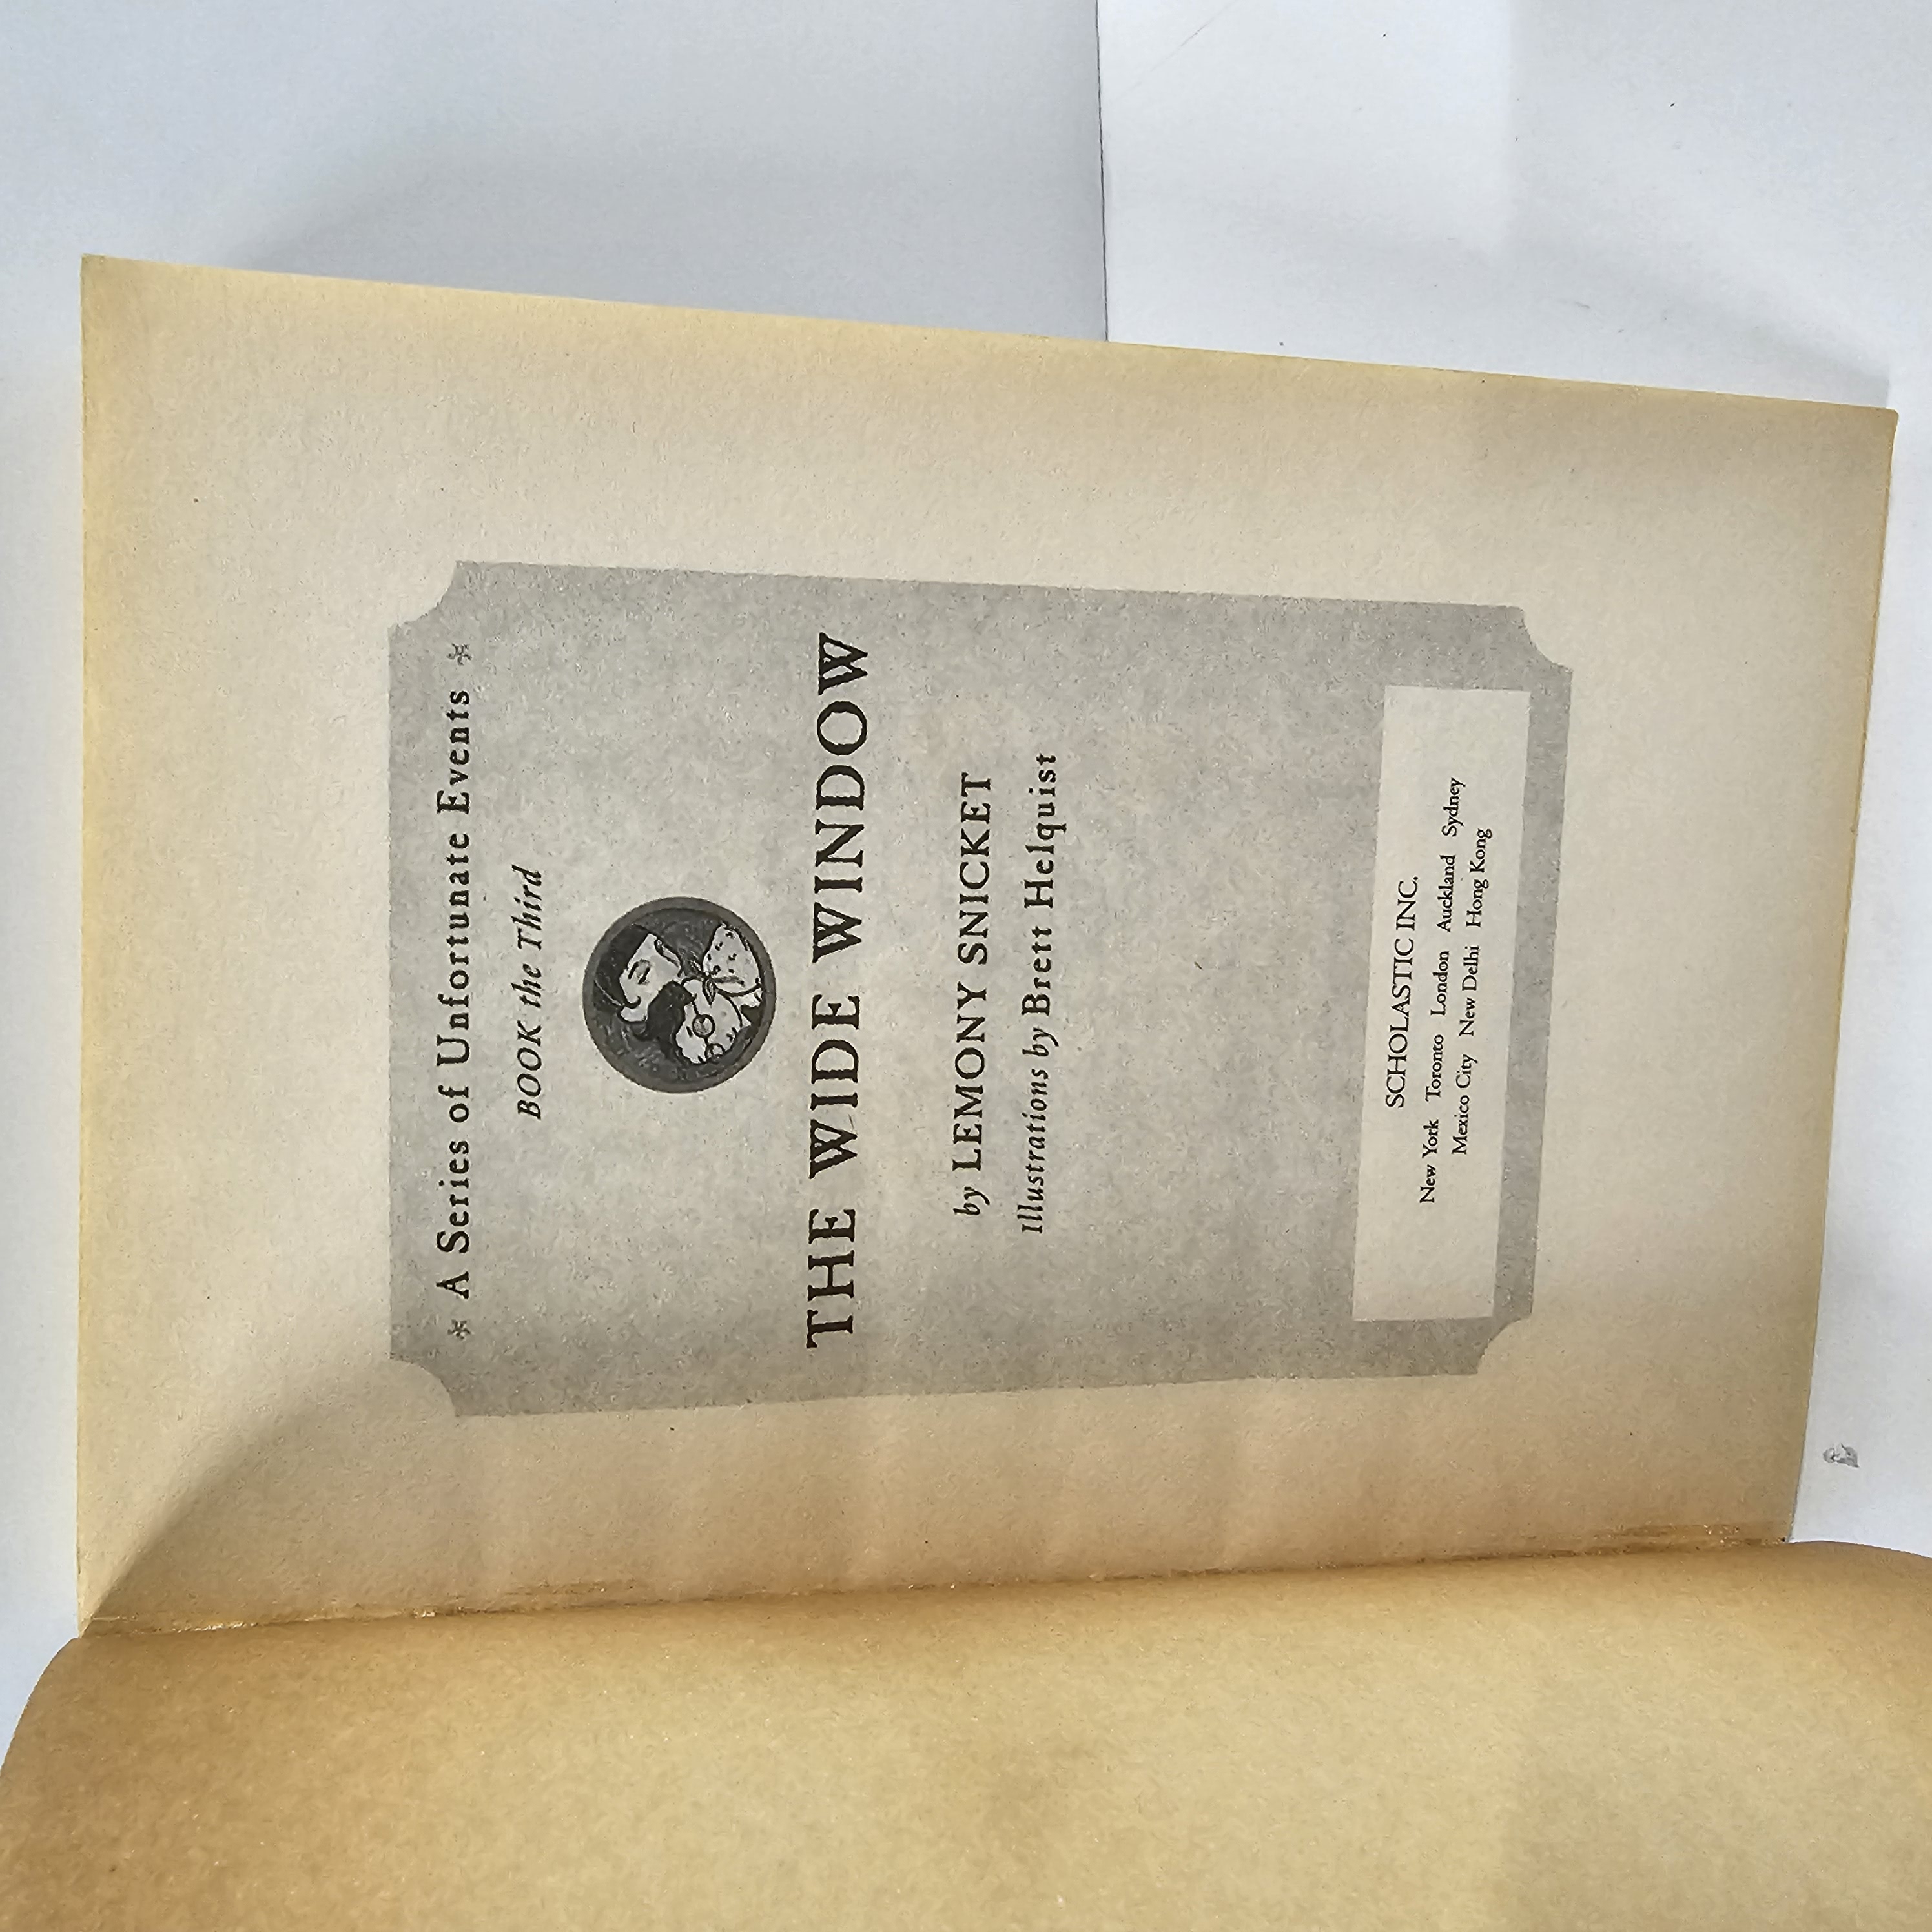 A Series of Unfortunate Events
BOOK the Third
THE WIDE WINDOW
by LEMONY SNICKET
Illustrations by Brett Helquist
SCHOLASTIC INC.
New York Toronto London Auckland Sydney
Mexico City New Delhi Hong Kong